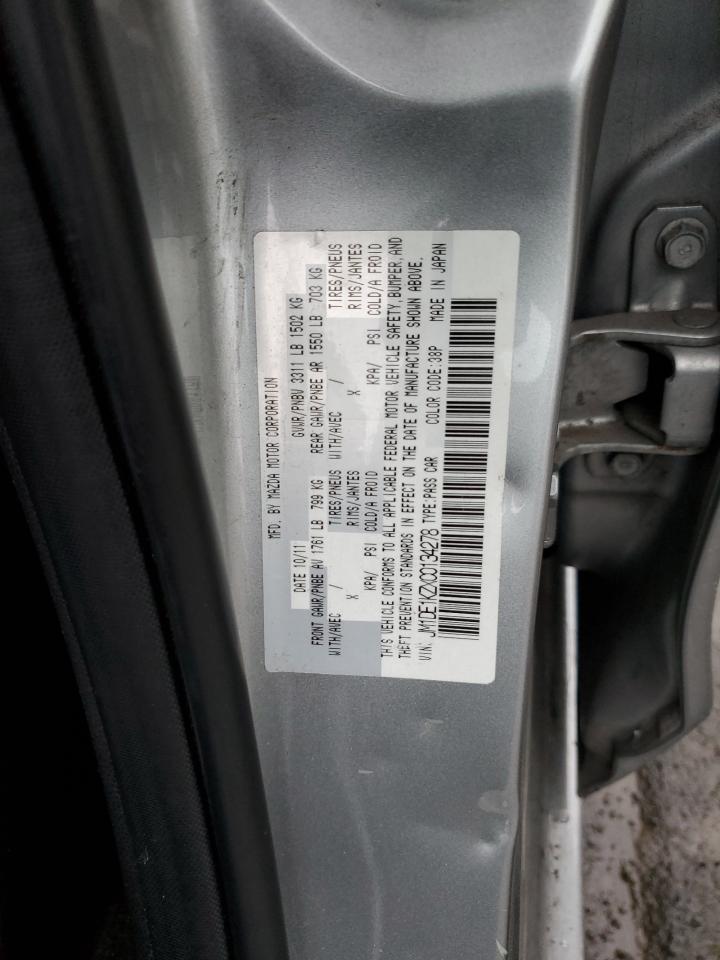 MFD. BY MAZDA MOTOR CORPORATION
DATE 10/11 GVWR/PNBV 3311 LB 1502 KG
FRONT GAWR/PNBE AV 1761 LB 799 KG REAR GAWR/PNBE AR 1550 LB 703 KG
WITH/AVEC / TIRES/PNEUS WITH/AVEC / TIRES/PNEUS
X RIMS/JANTES X RIMS/JANTES
KPA/ PSI COLD/A FROID KPA/ PSI COLD/A FROID
THIS VEHICLE CONFORMS TO ALL APPLICABLE FEDERAL MOTOR VEHICLE SAFETY, BUMPER, AND
THEFT PREVENTION STANDARDS IN EFFECT ON THE DATE OF MANUFACTURE SHOWN ABOVE.
VIN: JM1DE1KZXC0134278 TYPE:PASS CAR COLOR CODE:38P MADE IN JAPAN